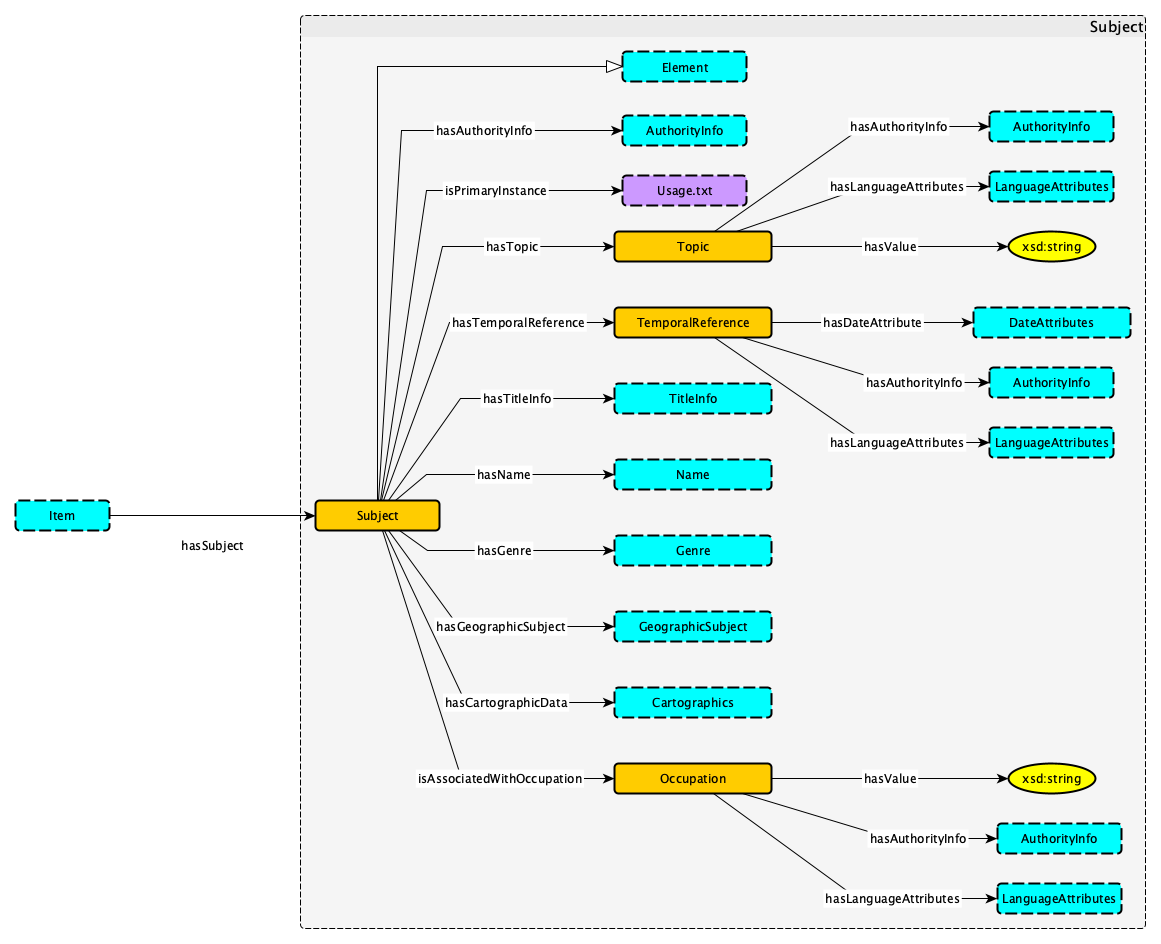 Subject
Element
hasAuthorityInfo
AuthorityInfo
hasAuthorityInfo
AuthorityInfo
isPrimaryInstance
Usage.txt
hasLanguageAttributes
LanguageAttributes
hasTopic
Topic
hasValue
xsd:string
hasTemporalReference
TemporalReference
hasDateAttribute
DateAttributes
hasAuthorityInfo
AuthorityInfo
hasTitleInfo
TitleInfo
hasLanguageAttributes
LanguageAttributes
hasName
Name
Item
hasSubject
Subject
hasGenre
Genre
hasGeographicSubject
GeographicSubject
hasCartographicData
Cartographics
isAssociatedWithOccupation
Occupation
hasValue
xsd:string
hasAuthorityInfo
AuthorityInfo
hasLanguageAttributes
LanguageAttributes